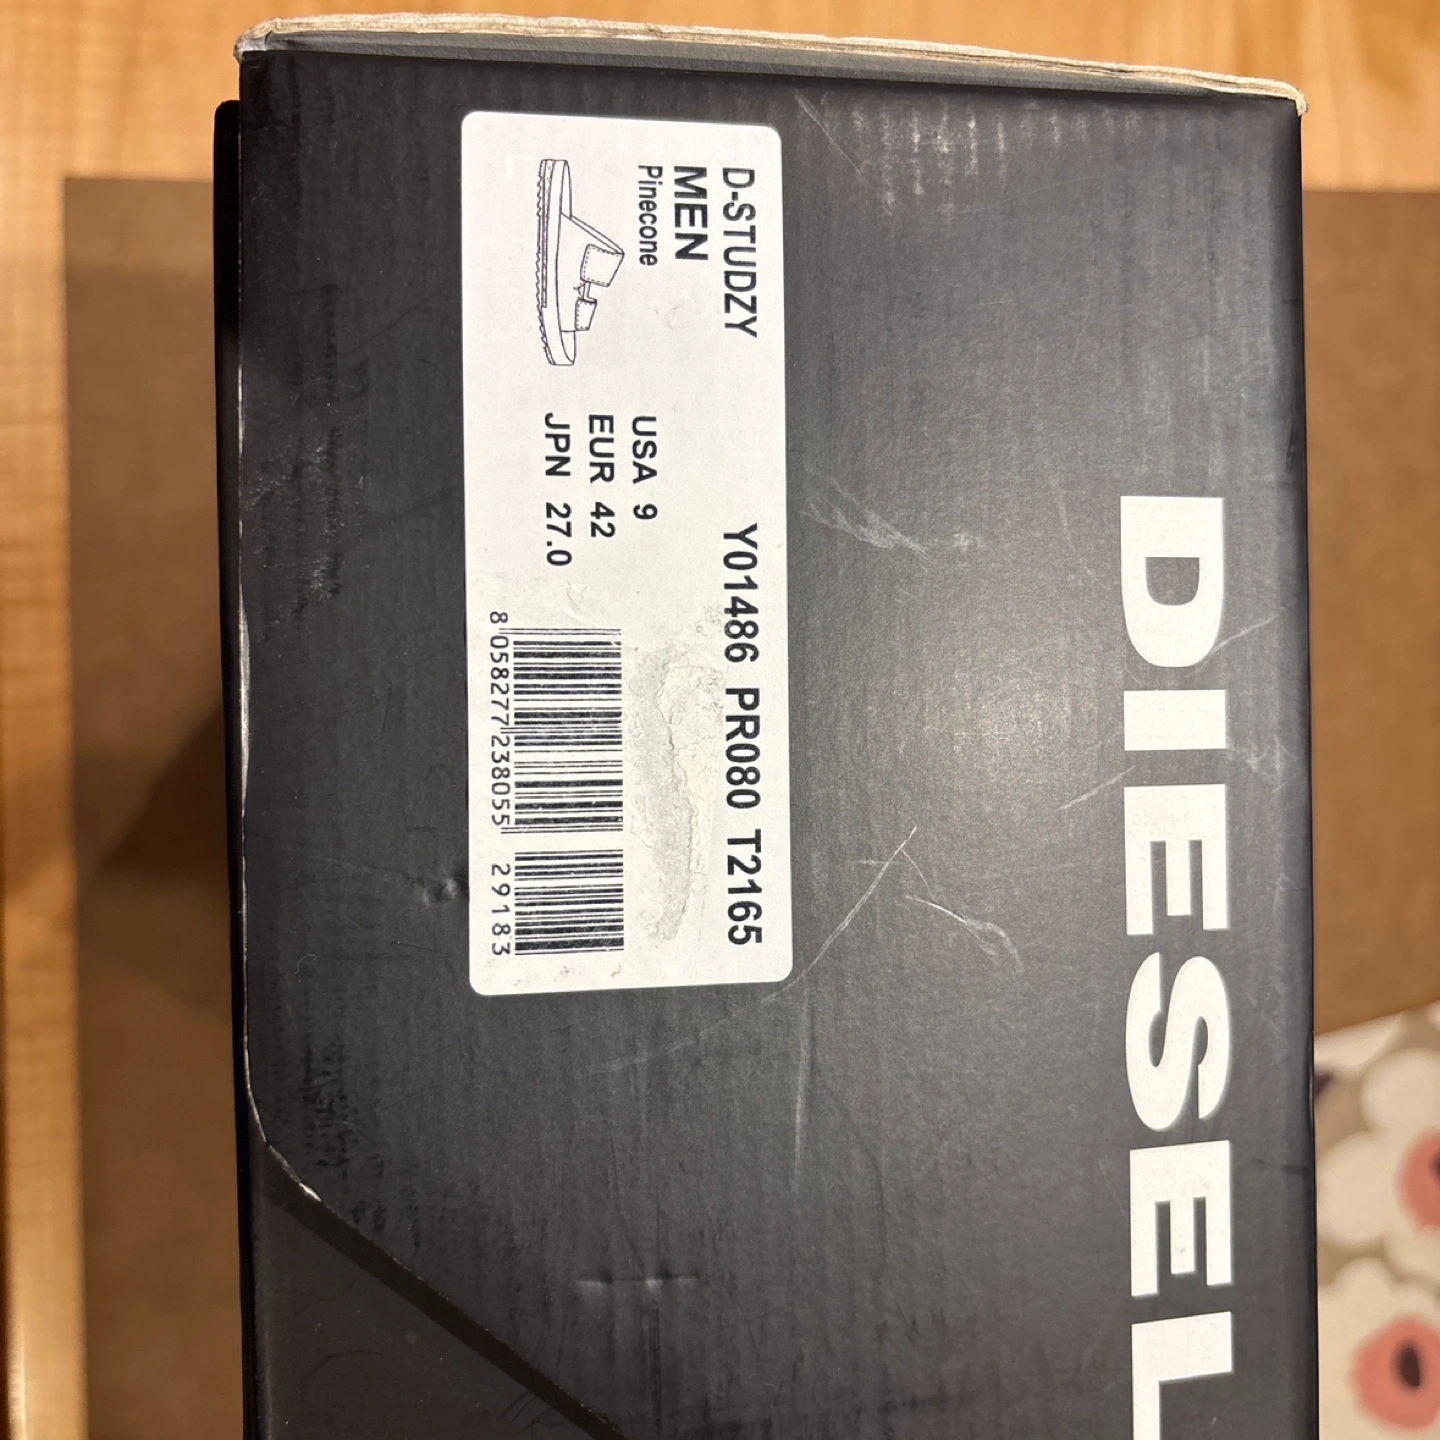 D-STUDZY
Y01486 PR080 T2165
MEN
Pinecone
USA 9
EUR 42
JPN 27.0
8 058277 238055 29183
DIESEL